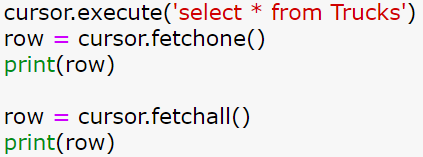 cursor.execute('select * from Trucks')
row = cursor.fetchone()
print(row)
row = cursor.fetchall()
print(row)